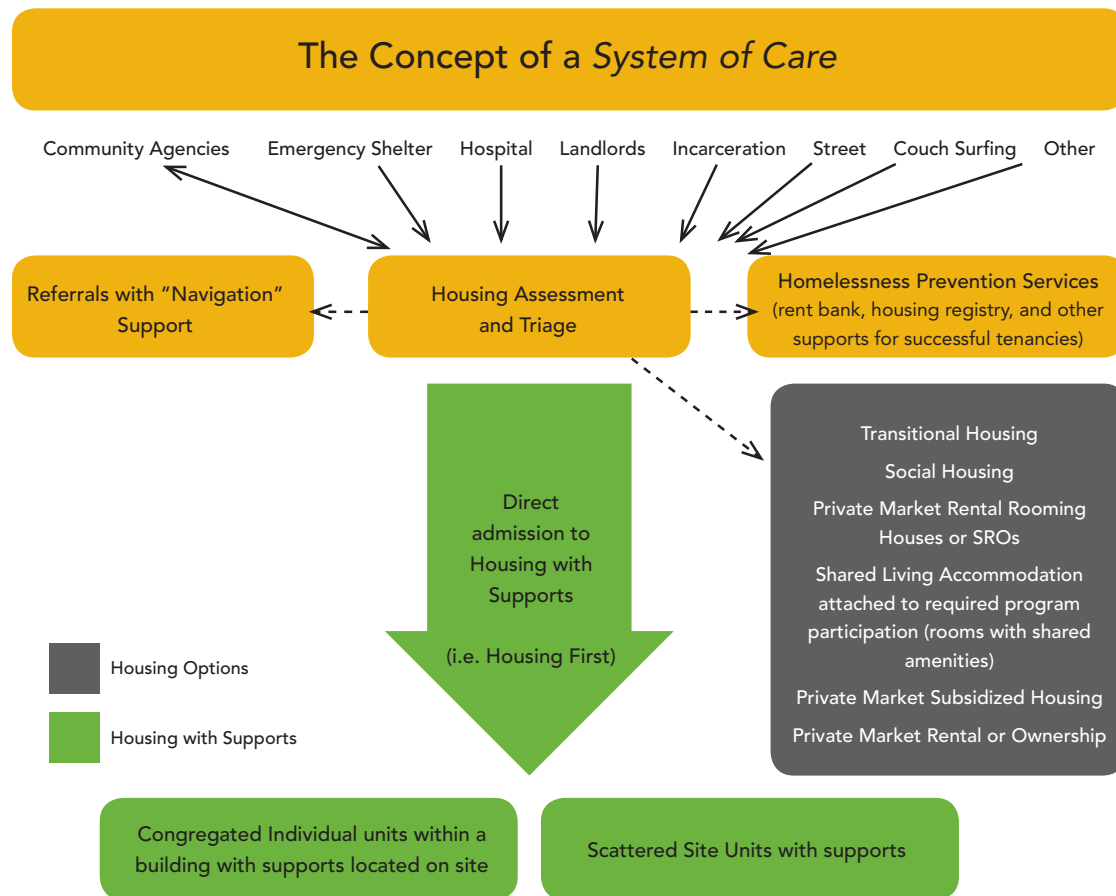 The Concept of a System of Care
Community Agencies
Emergency Shelter
Hospital
Landlords
Incarceration
Street
Couch Surfing
Other
Referrals with “Navigation”
Support
Housing Assessment
and Triage
Homelessness Prevention Services
(rent bank, housing registry, and other
supports for successful tenancies)
Direct
admission to
Housing with
Supports
(i.e. Housing First)
Transitional Housing
Social Housing
Private Market Rental Rooming
Houses or SROs
Shared Living Accommodation
attached to required program
participation (rooms with shared
amenities)
Private Market Subsidized Housing
Private Market Rental or Ownership
Housing Options
Housing with Supports
Congregated Individual units within a
building with supports located on site
Scattered Site Units with supports